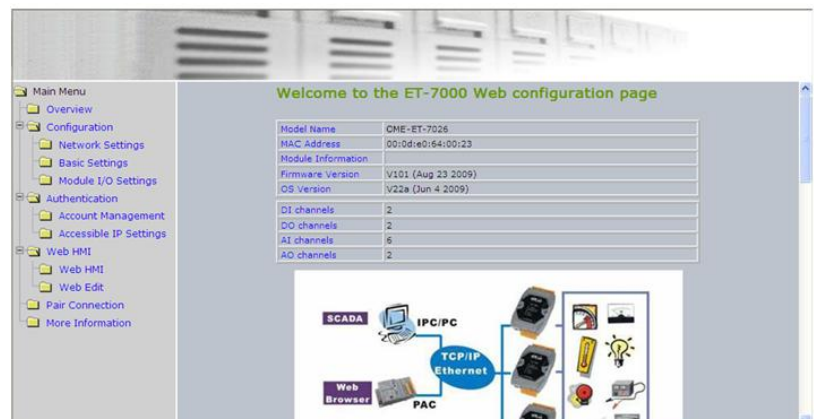 Main Menu
Overview
Configuration
Network Settings
Basic Settings
Module I/O Settings
Authentication
Account Management
Accessible IP Settings
Web HMI
Web HMI
Web Edit
Pair Connection
More Information
Welcome to the ET-7000 Web configuration page
Model Name CME-ET-7026
MAC Address 00:0d:e0:64:00:23
Module Information
Firmware Version V101 (Aug 23 2009)
OS Version V22a (Jun 4 2009)
DI channels 2
DO channels 2
AI channels 6
AO channels 2
SCADA
IPC/PC
TCP/IP
Ethernet
Web
Browser
PAC